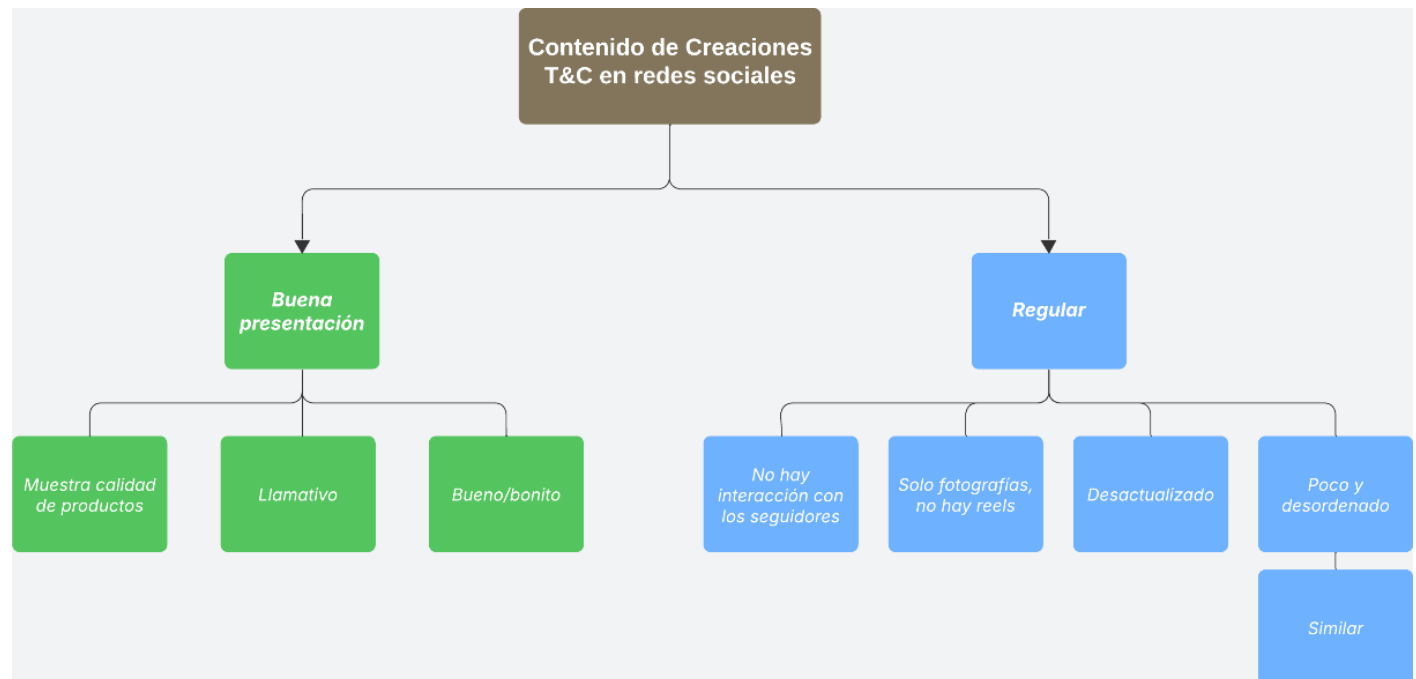 Contenido de Creaciones
T&C en redes sociales
Buena
presentación
Regular
Muestra calidad
de productos
Llamativo
Bueno/bonito
No hay
interacción con
los seguidores
Solo fotografías,
no hay reels
Desactualizado
Poco y
desordenado
Similar